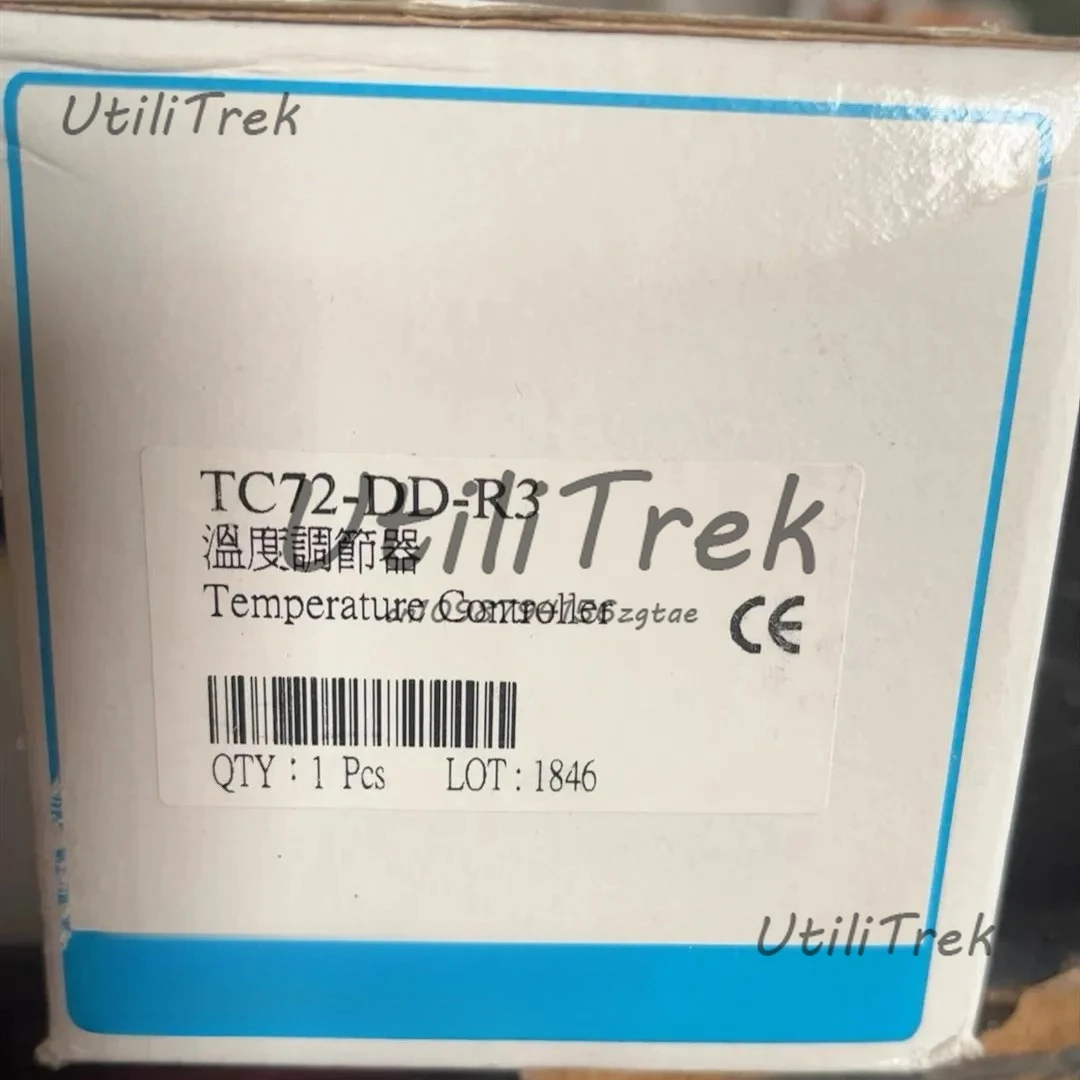 UtiliTrek
TC72-DD-R3
UtiliTrek
溫度調節器
Temperature Controller
CE
QTY : 1 Pcs LOT : 1846
UtiliTrek